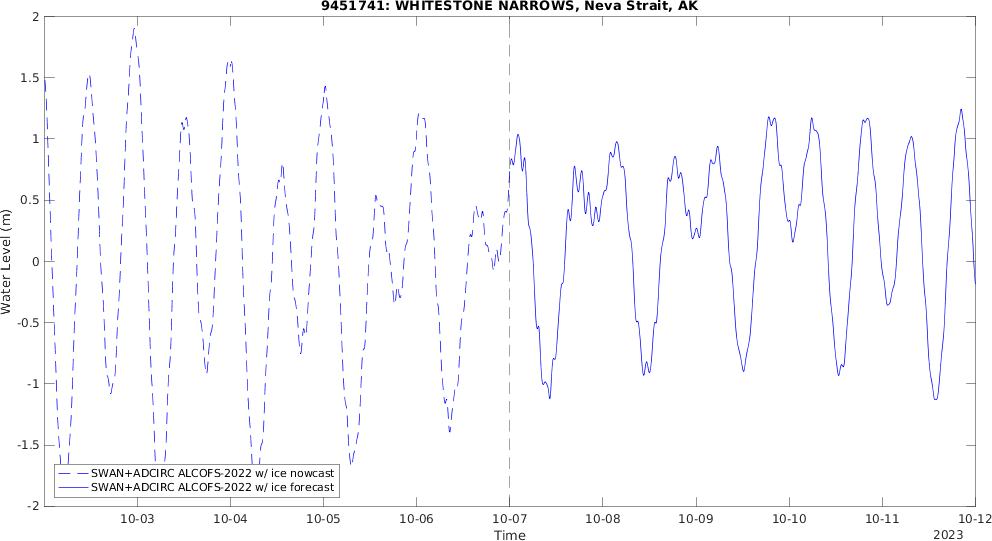 9451741: WHITESTONE NARROWS, Neva Strait, AK
Water Level (m)
2
1.5
1
0.5
0
-0.5
-1
-1.5
-2
SWAN+ADCIRC ALCOFS-2022 w/ ice nowcast
SWAN+ADCIRC ALCOFS-2022 w/ ice forecast
10-03 10-04 10-05 10-06 10-07 10-08 10-09 10-10 10-11 10-12
Time
2023